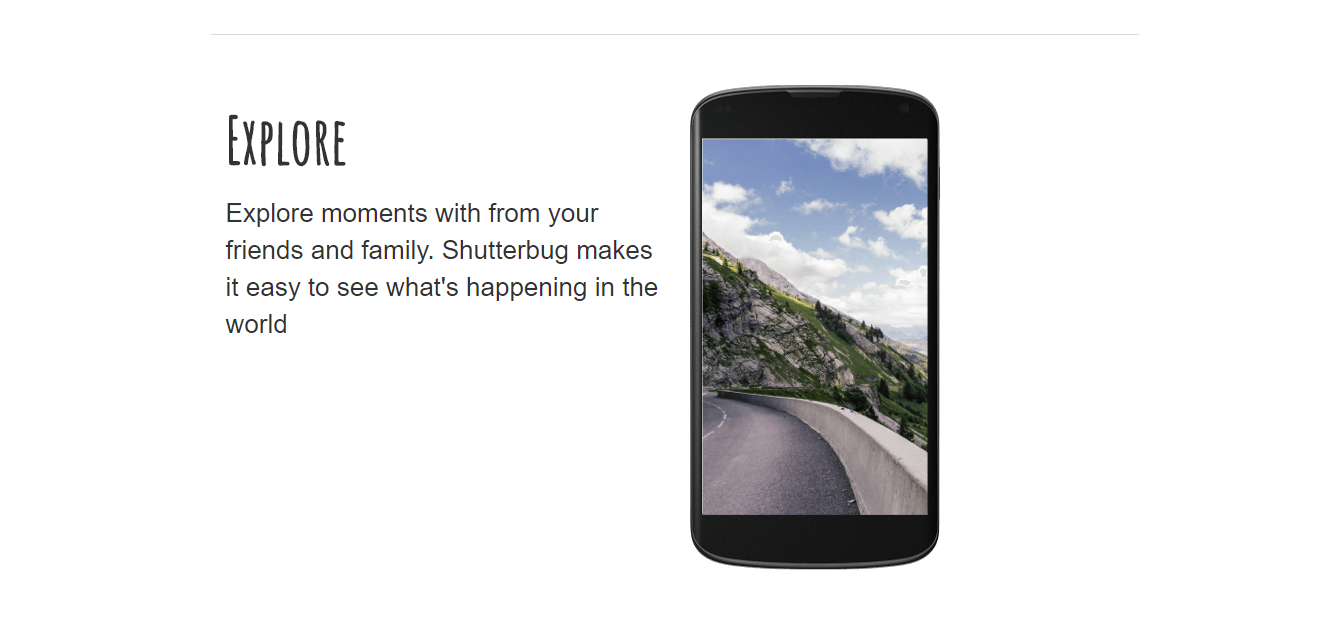 Explore
Explore moments with from your
friends and family. Shutterbug makes
it easy to see what's happening in the
world